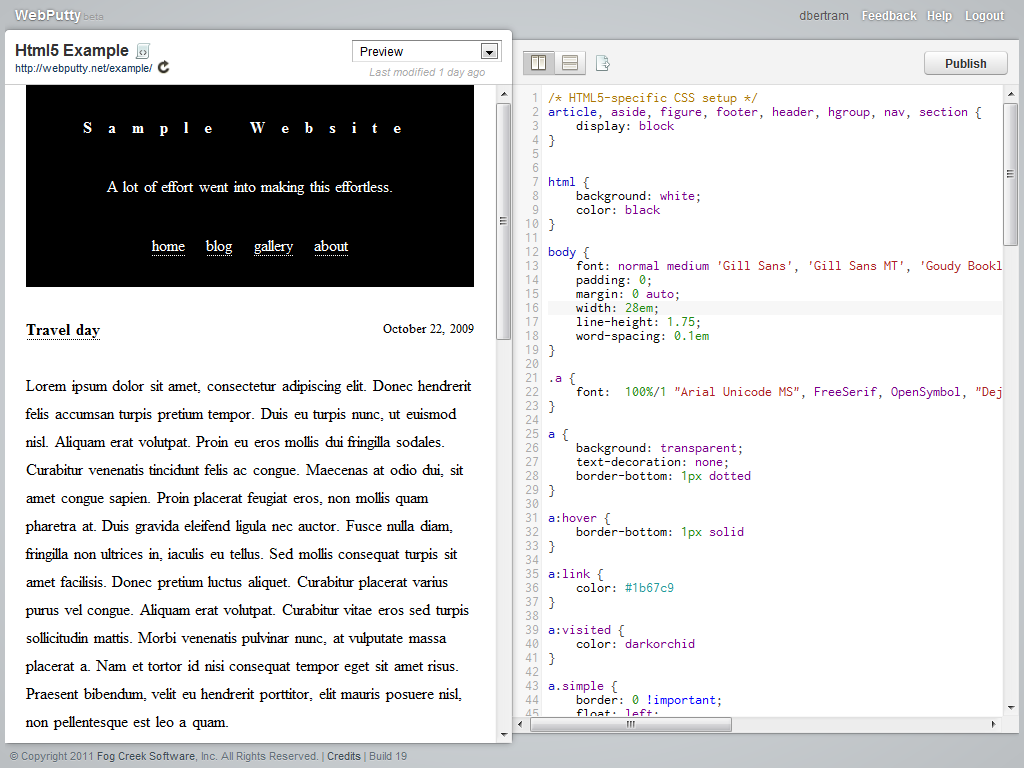 WebPutty beta
dbertram Feedback Help Logout
Html5 Example
http://webputty.net/example/
Preview
Last modified 1 day ago
Publish
Sample Website
A lot of effort went into making this effortless.
home blog gallery about
Travel day October 22, 2009
Lorem ipsum dolor sit amet, consectetur adipiscing elit. Donec hendrerit
felis accumsan turpis pretium tempor. Duis eu turpis nunc, ut euismod
nisl. Aliquam erat volutpat. Proin eu eros mollis dui fringilla sodales.
Curabitur venenatis tincidunt felis ac congue. Maecenas at odio dui, sit
amet congue sapien. Proin placerat feugiat eros, non mollis quam
pharetra at. Duis gravida eleifend ligula nec auctor. Fusce nulla diam,
fringilla non ultrices in, iaculis eu tellus. Sed mollis consequat turpis sit
amet facilisis. Donec pretium luctus aliquet. Curabitur placerat varius
purus vel congue. Aliquam erat volutpat. Curabitur vitae eros sed turpis
sollicitudin mattis. Morbi venenatis pulvinar nunc, at vulputate massa
placerat a. Nam et tortor id nisi consequat tempor eget sit amet risus.
Praesent bibendum, velit eu hendrerit porttitor, elit mauris posuere nisl,
non pellentesque est leo a quam.
1 /* HTML5-specific CSS setup */
2 article, aside, figure, footer, header, hgroup, nav, section {
3     display: block
4 }
5
6
7 html {
8     background: white;
9     color: black
10 }
11
12 body {
13     font: normal medium 'Gill Sans', 'Gill Sans MT', 'Goudy Bookl
14     padding: 0;
15     margin: 0 auto;
16     width: 28em;
17     line-height: 1.75;
18     word-spacing: 0.1em
19 }
20
21 .a {
22     font:  100%/1 "Arial Unicode MS", FreeSerif, OpenSymbol, "Dej
23 }
24
25 a {
26     background: transparent;
27     text-decoration: none;
28     border-bottom: 1px dotted
29 }
30
31 a:hover {
32     border-bottom: 1px solid
33 }
34
35 a:link {
36     color: #1b67c9
37 }
38
39 a:visited {
40     color: darkorchid
41 }
42
43 a.simple {
44     border: 0 !important;
45     float: left;
© Copyright 2011 Fog Creek Software, Inc. All Rights Reserved. | Credits | Build 19